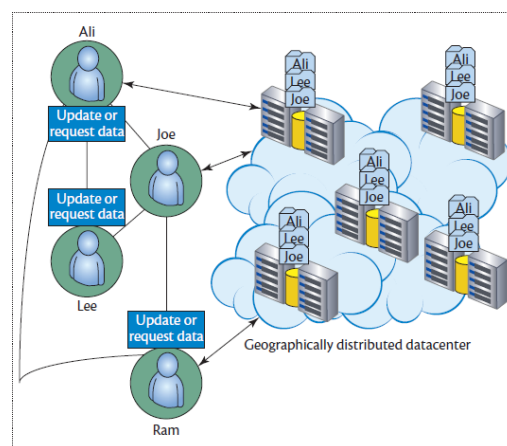 Ali
Update or
request data
Joe
Update or
request data
Lee
Update or
request data
Ram
Ali
Lee
Joe
Ali
Lee
Joe
Ali
Lee
Joe
Ali
Lee
Joe
Ali
Lee
Joe
Geographically distributed datacenter